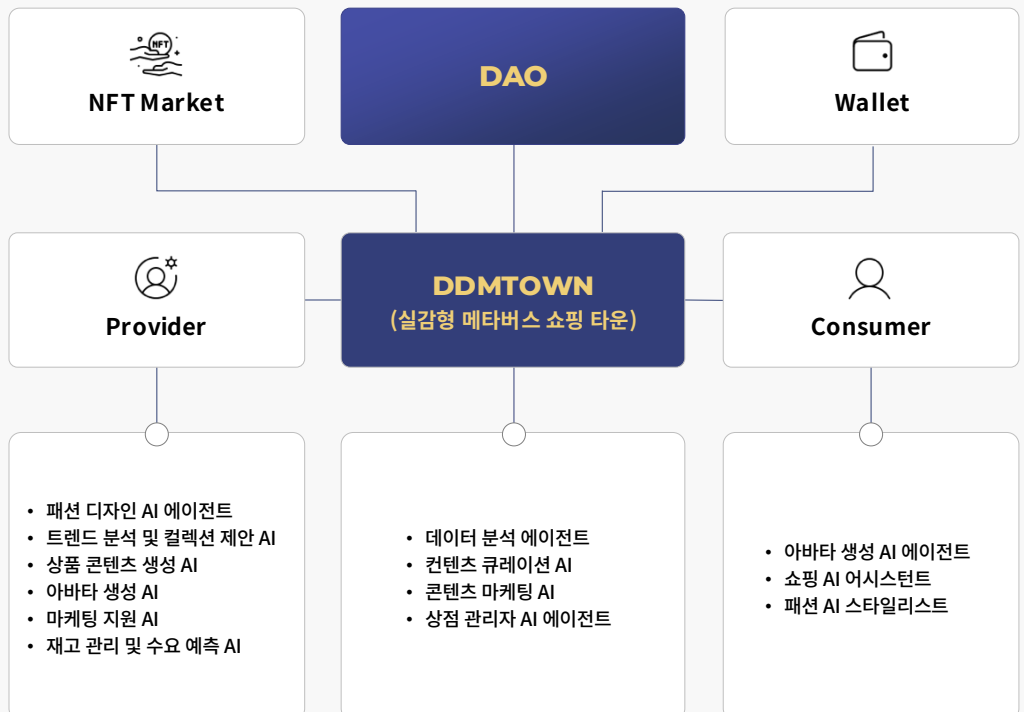 NFT
NFT Market
DAO
Wallet
Provider
DDMTOWN
(실감형 메타버스 쇼핑 타운)
Consumer
• 패션 디자인 AI 에이전트
• 트렌드 분석 및 컬렉션 제안 AI
• 상품 콘텐츠 생성 AI
• 아바타 생성 AI
• 마케팅 지원 AI
• 재고 관리 및 수요 예측 AI
• 데이터 분석 에이전트
• 컨텐츠 큐레이션 AI
• 콘텐츠 마케팅 AI
• 상점 관리자 AI 에이전트
• 아바타 생성 AI 에이전트
• 쇼핑 AI 어시스턴트
• 패션 AI 스타일리스트